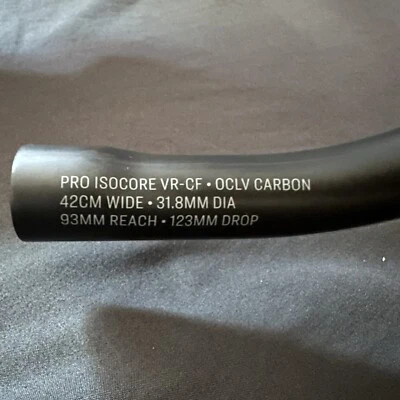 PRO ISOCORE VR-CF • OCLV CARBON
42CM WIDE • 31.8MM DIA
93MM REACH • 123MM DROP